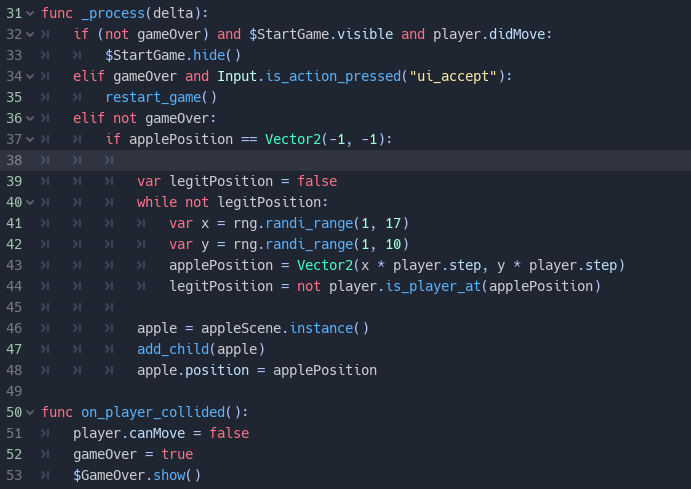 31 func _process(delta):
32 if (not gameOver) and $StartGame.visible and player.didMove:
33 $StartGame.hide()
34 elif gameOver and Input.is_action_pressed("ui_accept"):
35 restart_game()
36 elif not gameOver:
37 if applePosition == Vector2(-1, -1):
38
39 var legitPosition = false
40 while not legitPosition:
41 var x = rng.randi_range(1, 17)
42 var y = rng.randi_range(1, 10)
43 applePosition = Vector2(x * player.step, y * player.step)
44 legitPosition = not player.is_player_at(applePosition)
45
46 apple = appleScene.instance()
47 add_child(apple)
48 apple.position = applePosition
49
50 func on_player_collided():
51 player.canMove = false
52 gameOver = true
53 $GameOver.show()